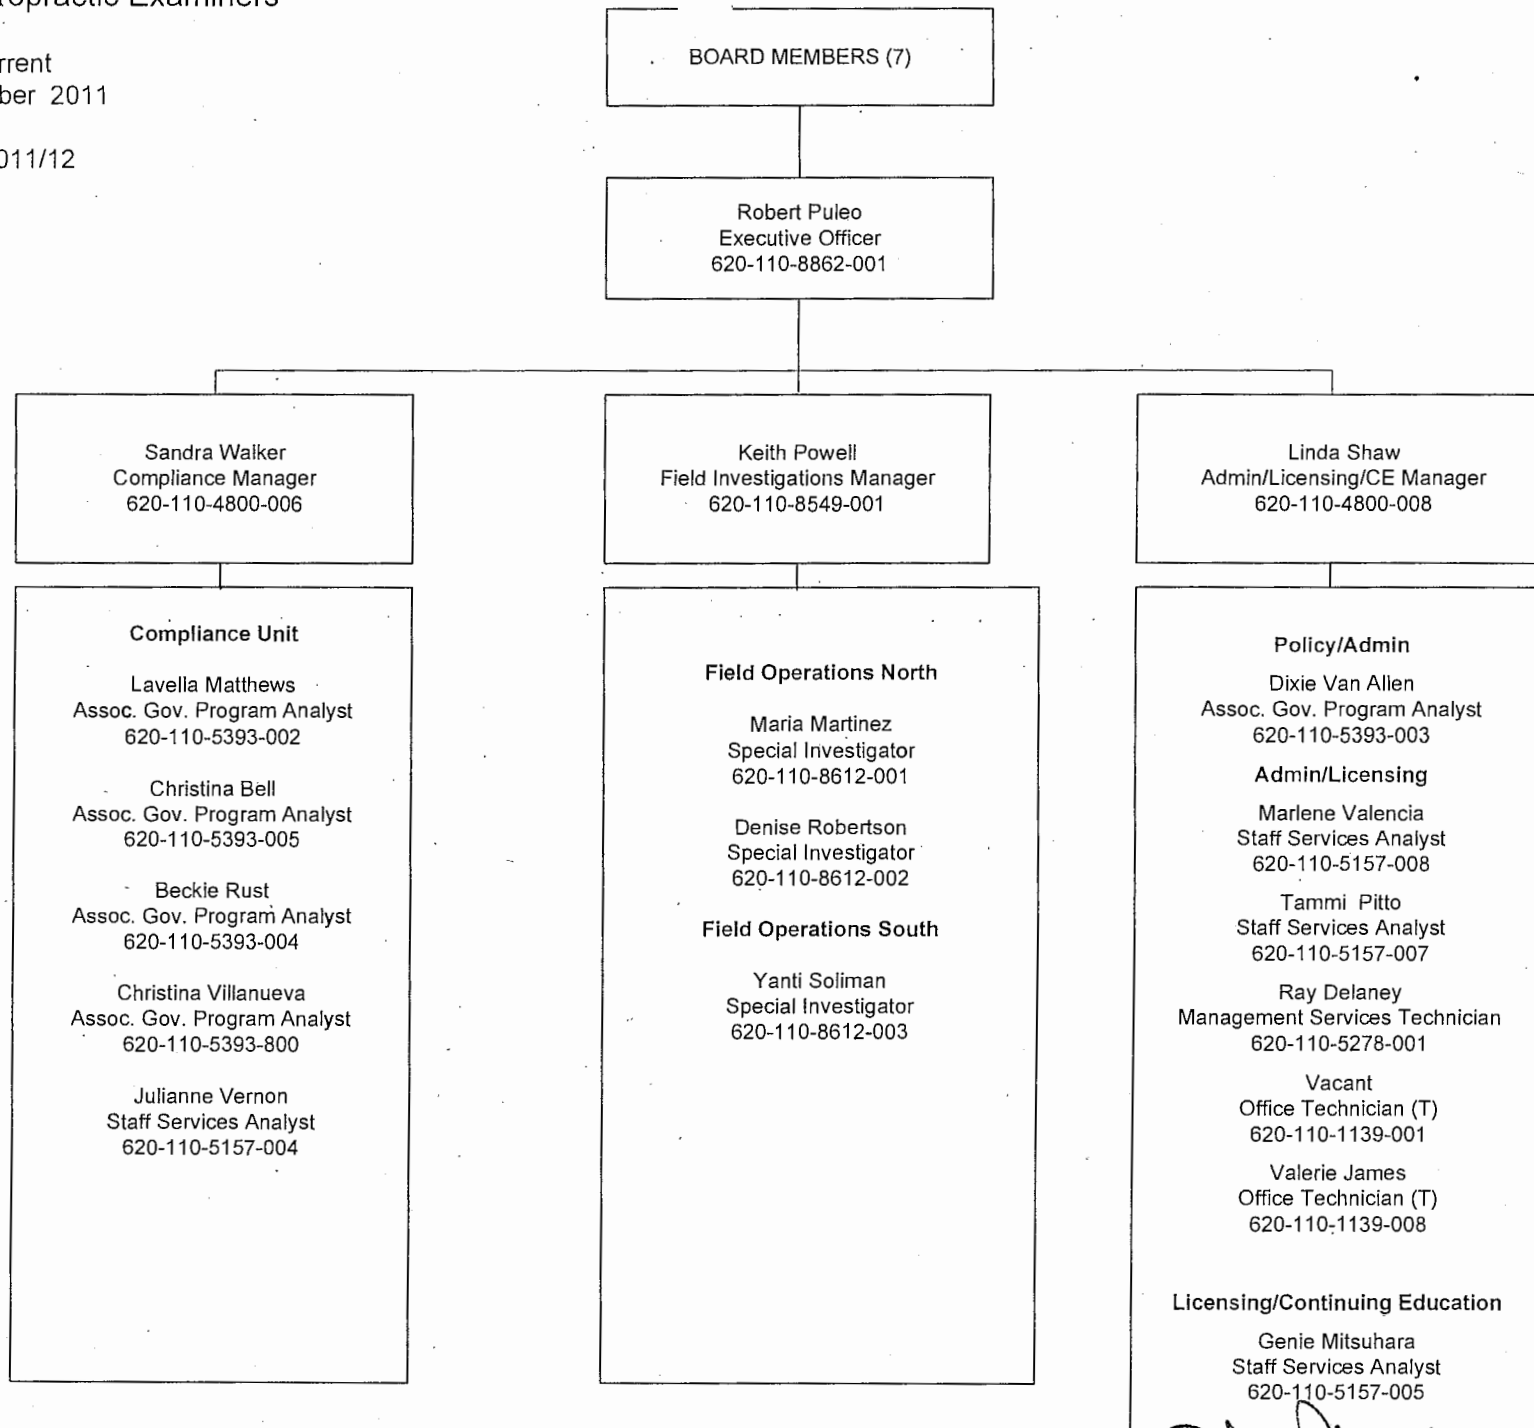 Examiners
2011
011/12
BOARD MEMBERS (7)
Robert Puleo
Executive Officer
620-110-8862-001
Sandra Walker
Compliance Manager
620-110-4800-006
Keith Powell
Field Investigations Manager
620-110-8549-001
Linda Shaw
Admin/Licensing/CE Manager
620-110-4800-008
Compliance Unit
Lavella Matthews
Assoc. Gov. Program Analyst
620-110-5393-002
Christina Bell
Assoc. Gov. Program Analyst
620-110-5393-005
Beckie Rust
Assoc. Gov. Program Analyst
620-110-5393-004
Christina Villanueva
Assoc. Gov. Program Analyst
620-110-5393-800
Julianne Vernon
Staff Services Analyst
620-110-5157-004
Field Operations North
Maria Martinez
Special Investigator
620-110-8612-001
Denise Robertson
Special Investigator
620-110-8612-002
Field Operations South
Yanti Soliman
Special Investigator
620-110-8612-003
Policy/Admin
Dixie Van Allen
Assoc. Gov. Program Analyst
620-110-5393-003
Admin/Licensing
Marlene Valencia
Staff Services Analyst
620-110-5157-008
Tammi Pitto
Staff Services Analyst
620-110-5157-007
Ray Delaney
Management Services Technician
620-110-5278-001
Vacant
Office Technician (T)
620-110-1139-001
Valerie James
Office Technician (T)
620-110-1139-008
Licensing/Continuing Education
Genie Mitsuhara
Staff Services Analyst
620-110-5157-005